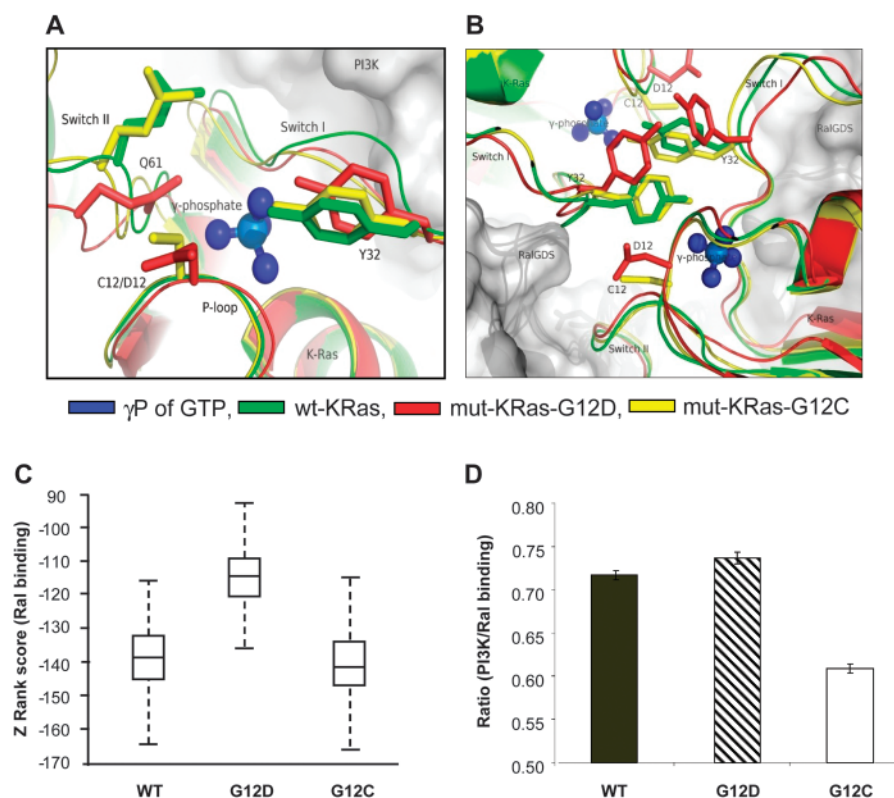 A
PI3K
Switch II
Switch I
Q61
γ-phosphate
Y32
C12/D12
P-loop
K-Ras
B
D12
K-Ras
C12
Switch I
γ-phosphate
RalGDS
Switch I
Y32
Y32
D12
RalGDS
γ-phos
C12
K-Ras
Switch II
γP of GTP, wt-KRas, mut-KRas-G12D, mut-KRas-G12C
C
Z Rank score (Ral binding)
90
-100
-110
-120
-130
-140
-150
-160
-170
WT G12D G12C
D
Ratio (PI3K/Ral binding)
0.80
0.75
0.70
0.65
0.60
0.55
0.50
WT G12D G12C